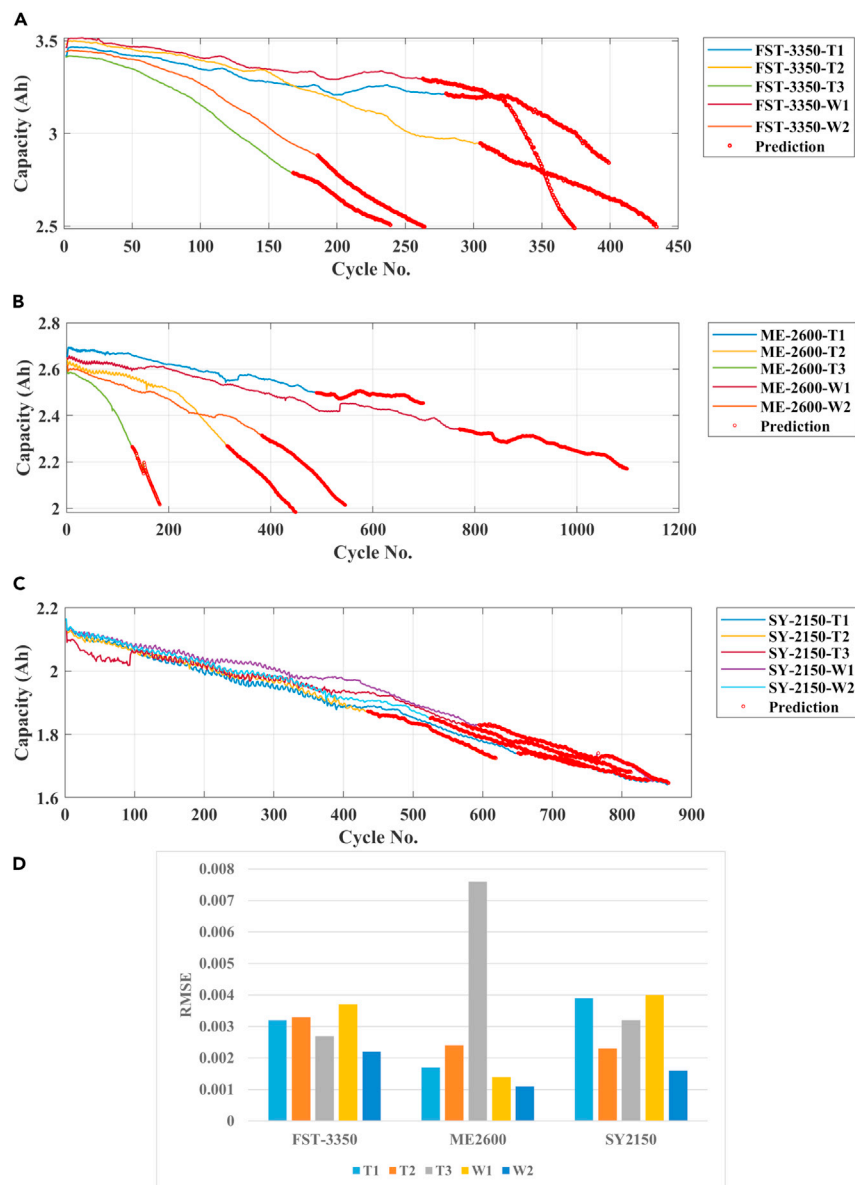 A
3.5
3
2.5
Capacity (Ah)
0 50 100 150 200 250 300 350 400 450
Cycle No.
FST-3350-T1
FST-3350-T2
FST-3350-T3
FST-3350-W1
FST-3350-W2
Prediction
B
2.8
2.6
2.4
2.2
2
Capacity (Ah)
0 200 400 600 800 1000 1200
Cycle No.
ME-2600-T1
ME-2600-T2
ME-2600-T3
ME-2600-W1
ME-2600-W2
Prediction
C
2.2
2
1.8
1.6
Capacity (Ah)
0 100 200 300 400 500 600 700 800 900
Cycle No.
SY-2150-T1
SY-2150-T2
SY-2150-T3
SY-2150-W1
SY-2150-W2
Prediction
D
0.008
0.007
0.006
0.005
0.004
0.003
0.002
0.001
0
RMSE
FST-3350 ME2600 SY2150
T1 T2 T3 W1 W2